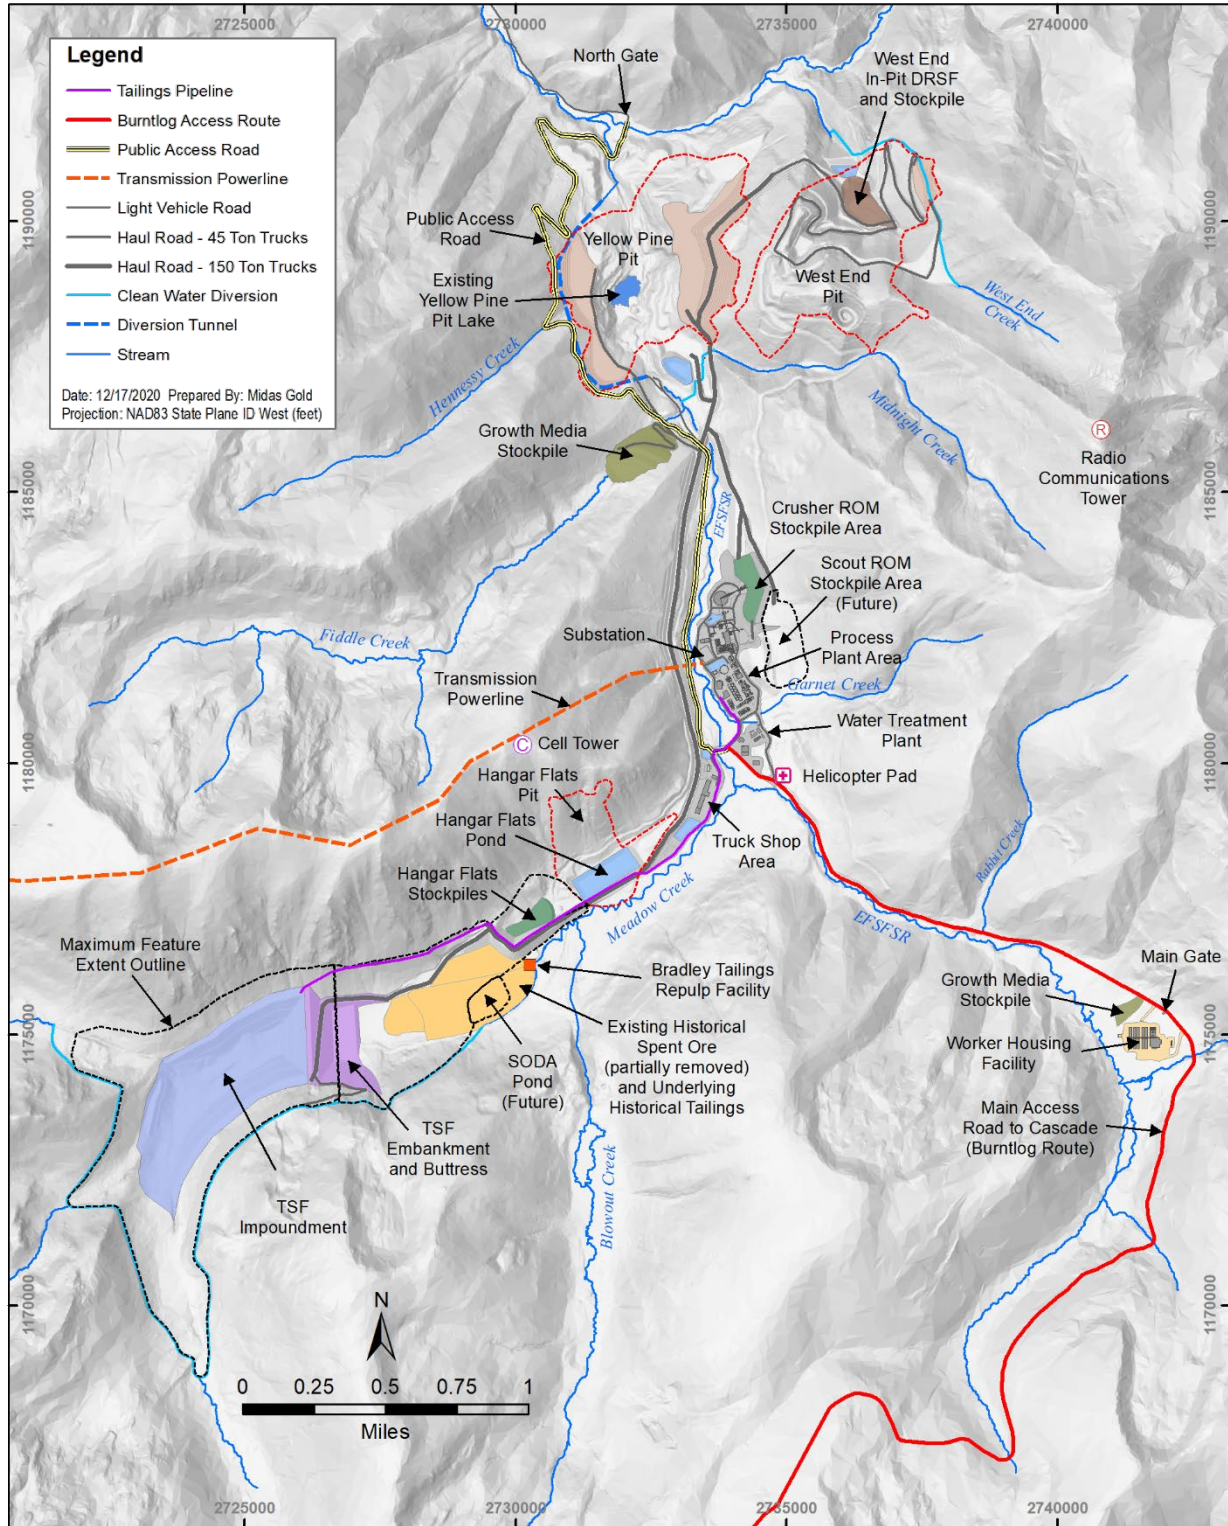 2725000
2730000
2735000
2740000
Legend
Tailings Pipeline
Burntlog Access Route
Public Access Road
Transmission Powerline
Light Vehicle Road
Haul Road - 45 Ton Trucks
Haul Road - 150 Ton Trucks
Clean Water Diversion
Diversion Tunnel
Stream
Date: 12/17/2020 Prepared By: Midas Gold
Projection: NAD83 State Plane ID West (feet)
North Gate
West End
In-Pit DRSF
and Stockpile
1190000
1190000
Public Access
Road
Yellow Pine
Pit
Existing
Yellow Pine
Pit Lake
West End
Pit
West End
Creek
Hennessy Creek
Midnight Creek
Growth Media
Stockpile
R
Radio
Communications
Tower
1185000
1185000
EFSFSR
Crusher ROM
Stockpile Area
Scout ROM
Stockpile Area
(Future)
Fiddle Creek
Substation
Process
Plant Area
Transmission
Powerline
Garnet Creek
Water Treatment
Plant
C
Cell Tower
1180000
1180000
Hangar Flats
Pit
Helicopter Pad
Hangar Flats
Pond
Truck Shop
Area
Rabbit Creek
Hangar Flats
Stockpiles
Meadow Creek
EFSFSR
Maximum Feature
Extent Outline
Bradley Tailings
Repulp Facility
Growth Media
Stockpile
Main Gate
1175000
1175000
SODA
Pond
(Future)
Existing Historical
Spent Ore
(partially removed)
and Underlying
Historical Tailings
Worker Housing
Facility
TSF
Embankment
and Buttress
Main Access
Road to Cascade
(Burntlog Route)
TSF
Impoundment
Blowout Creek
1170000
1170000
N
0
0.25
0.5
0.75
1
Miles
2725000
2730000
2735000
2740000